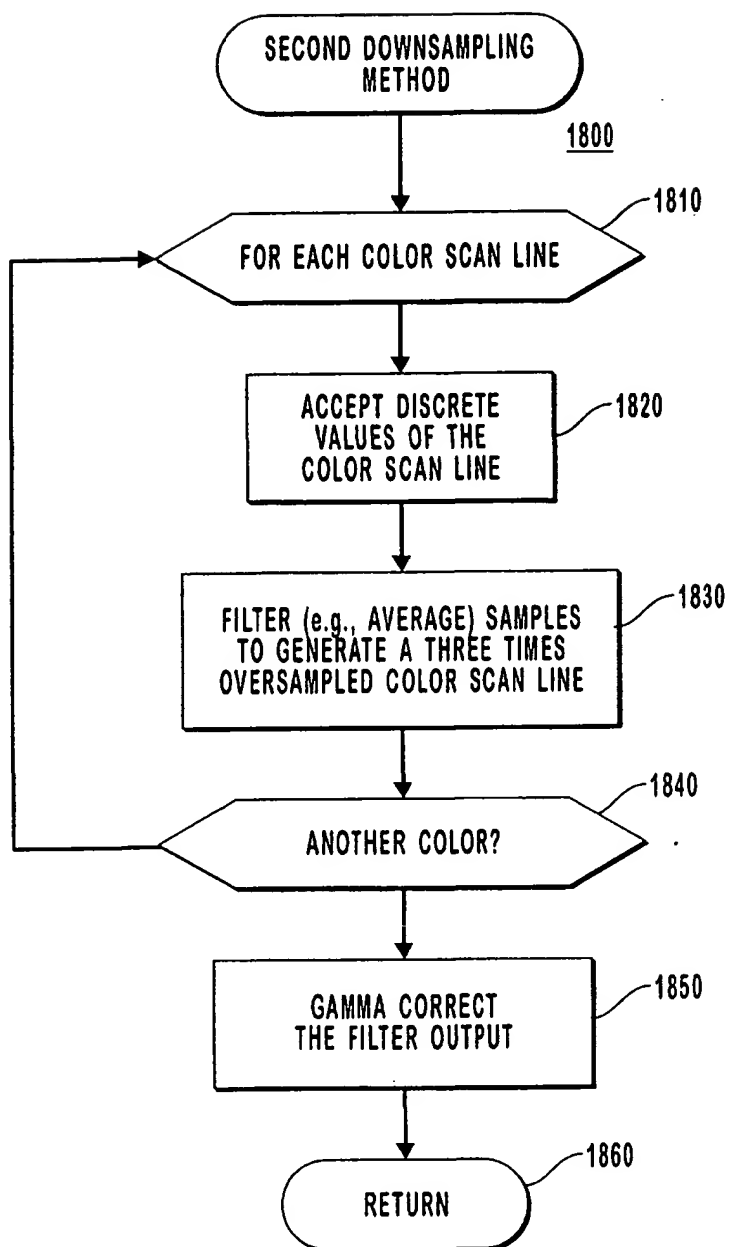 SECOND DOWNSAMPLING
METHOD
1800
1810
FOR EACH COLOR SCAN LINE
ACCEPT DISCRETE
VALUES OF THE
COLOR SCAN LINE
1820
FILTER (e.g., AVERAGE) SAMPLES
TO GENERATE A THREE TIMES
OVERSAMPLED COLOR SCAN LINE
1830
1840
ANOTHER COLOR?
GAMMA CORRECT
THE FILTER OUTPUT
1850
1860
RETURN